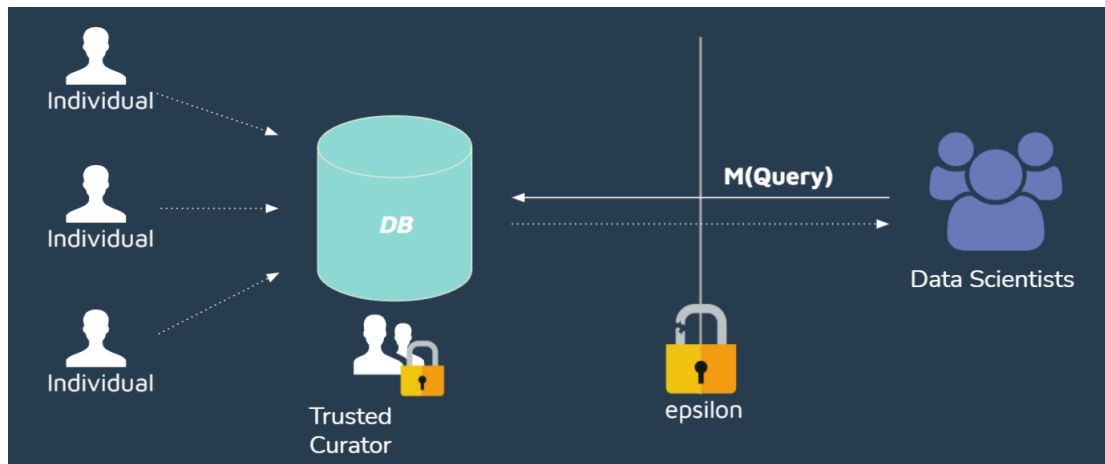 Individual
Individual
Individual
DB
Trusted
Curator
M(Query)
epsilon
Data Scientists